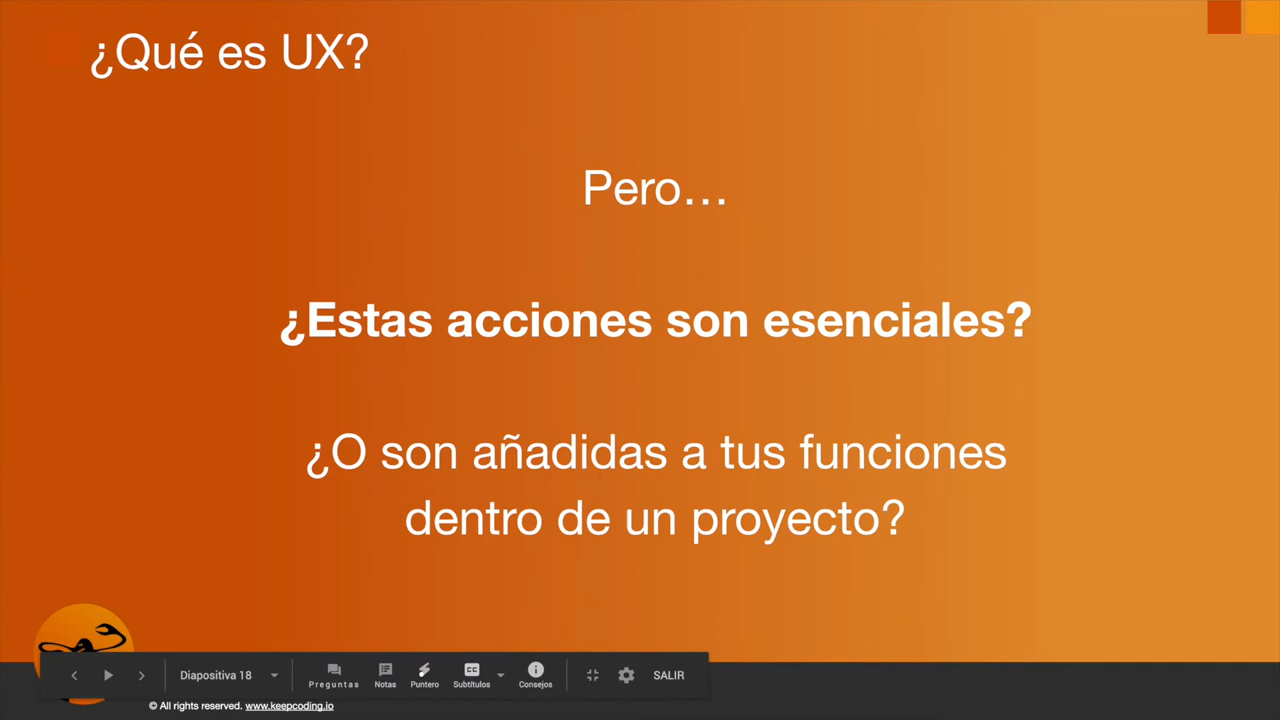 ¿Qué es UX?
Pero…
¿Estas acciones son esenciales?
¿O son añadidas a tus funciones
dentro de un proyecto?
Diapositiva 18
Preguntas
Notas
Puntero
CC
Subtítulos
Consejos
SALIR
© All rights reserved. www.keepcoding.io